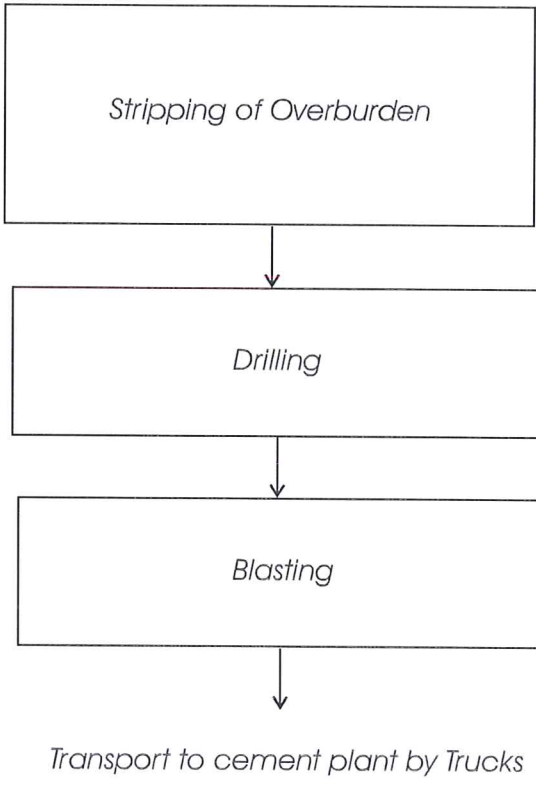 Stripping of Overburden
Drilling
Blasting
Transport to cement plant by Trucks